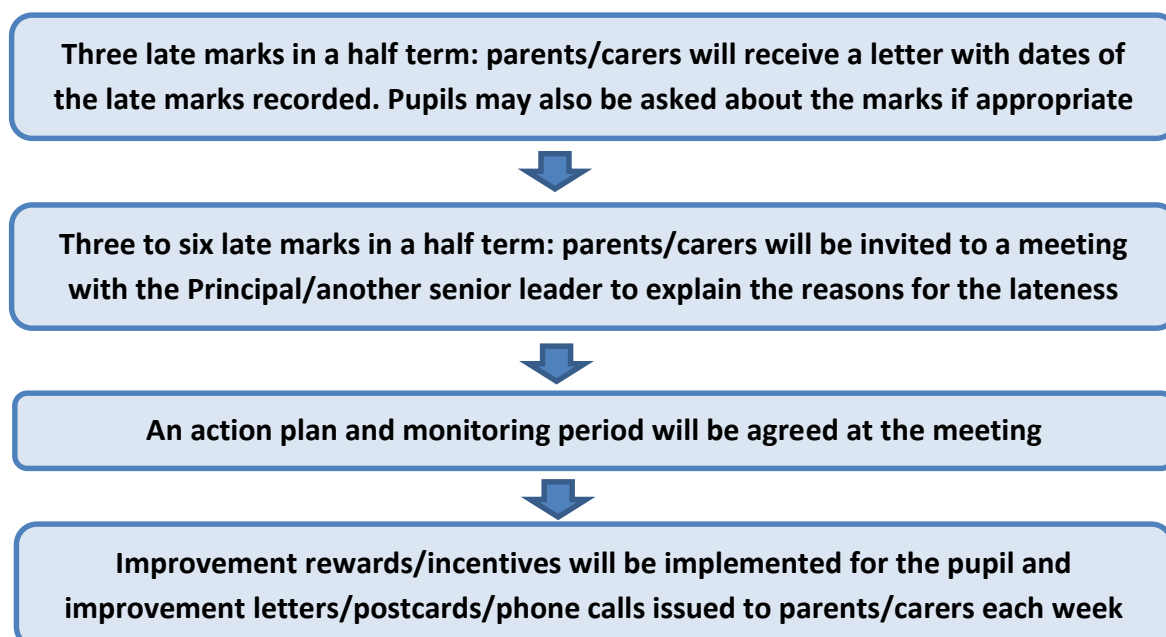 Three late marks in a half term: parents/carers will receive a letter with dates of
the late marks recorded. Pupils may also be asked about the marks if appropriate
Three to six late marks in a half term: parents/carers will be invited to a meeting
with the Principal/another senior leader to explain the reasons for the lateness
An action plan and monitoring period will be agreed at the meeting
Improvement rewards/incentives will be implemented for the pupil and
improvement letters/postcards/phone calls issued to parents/carers each week